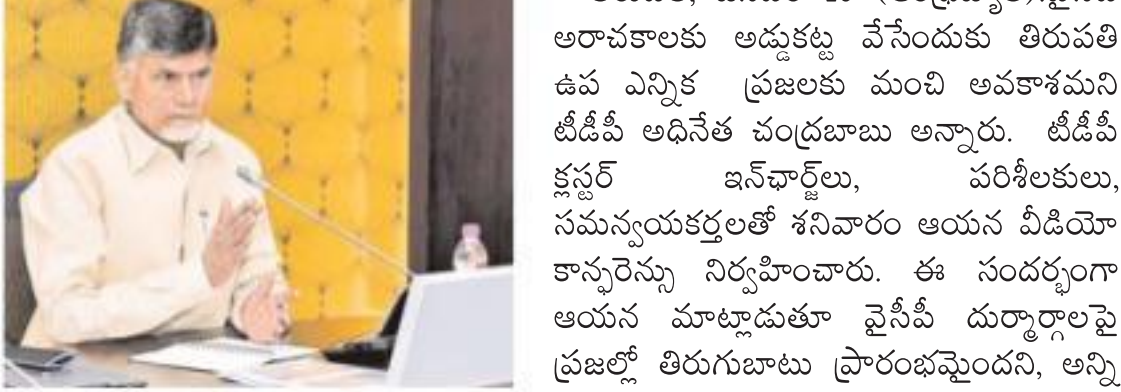 అరాచకాలకు అడ్డుకట్ట వేసేందుకు తిరుపతి
ఉప ఎన్నిక ప్రజలకు మంచి అవకాశమని
టీడీపీ అధినేత చంద్రబాబు అన్నారు. టీడీపీ
క్లస్టర్ ఇన్‌ఛార్జ్‌లు, పరిశీలకులు,
సమన్వయకర్తలతో శనివారం ఆయన వీడియో
కాన్ఫరెన్సు నిర్వహించారు. ఈ సందర్భంగా
ఆయన మాట్లాడుతూ వైసీపీ దుర్మార్గాలపై
ప్రజల్లో తిరుగుబాటు ప్రారంభమైందని, అన్ని